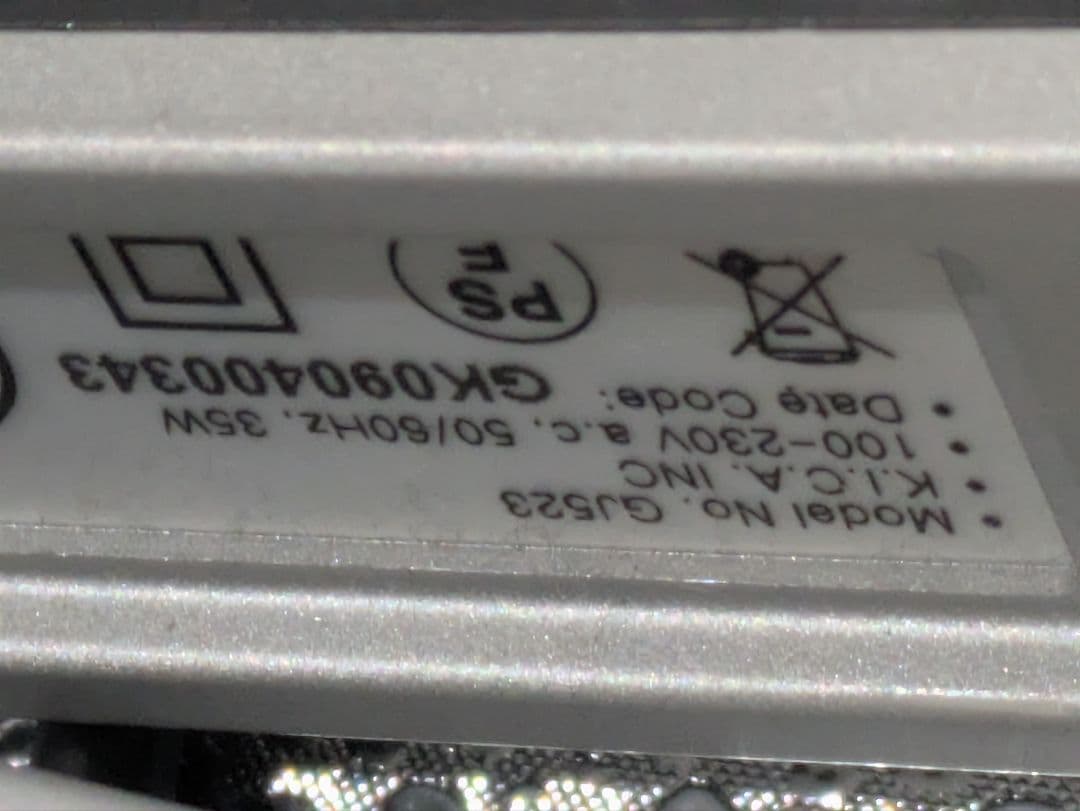 • Model No. GJ523
• K.I.C.A. INC
• 100-230V a.c. 50/60Hz, 35W
• Date Code: GK090400343
PS
E